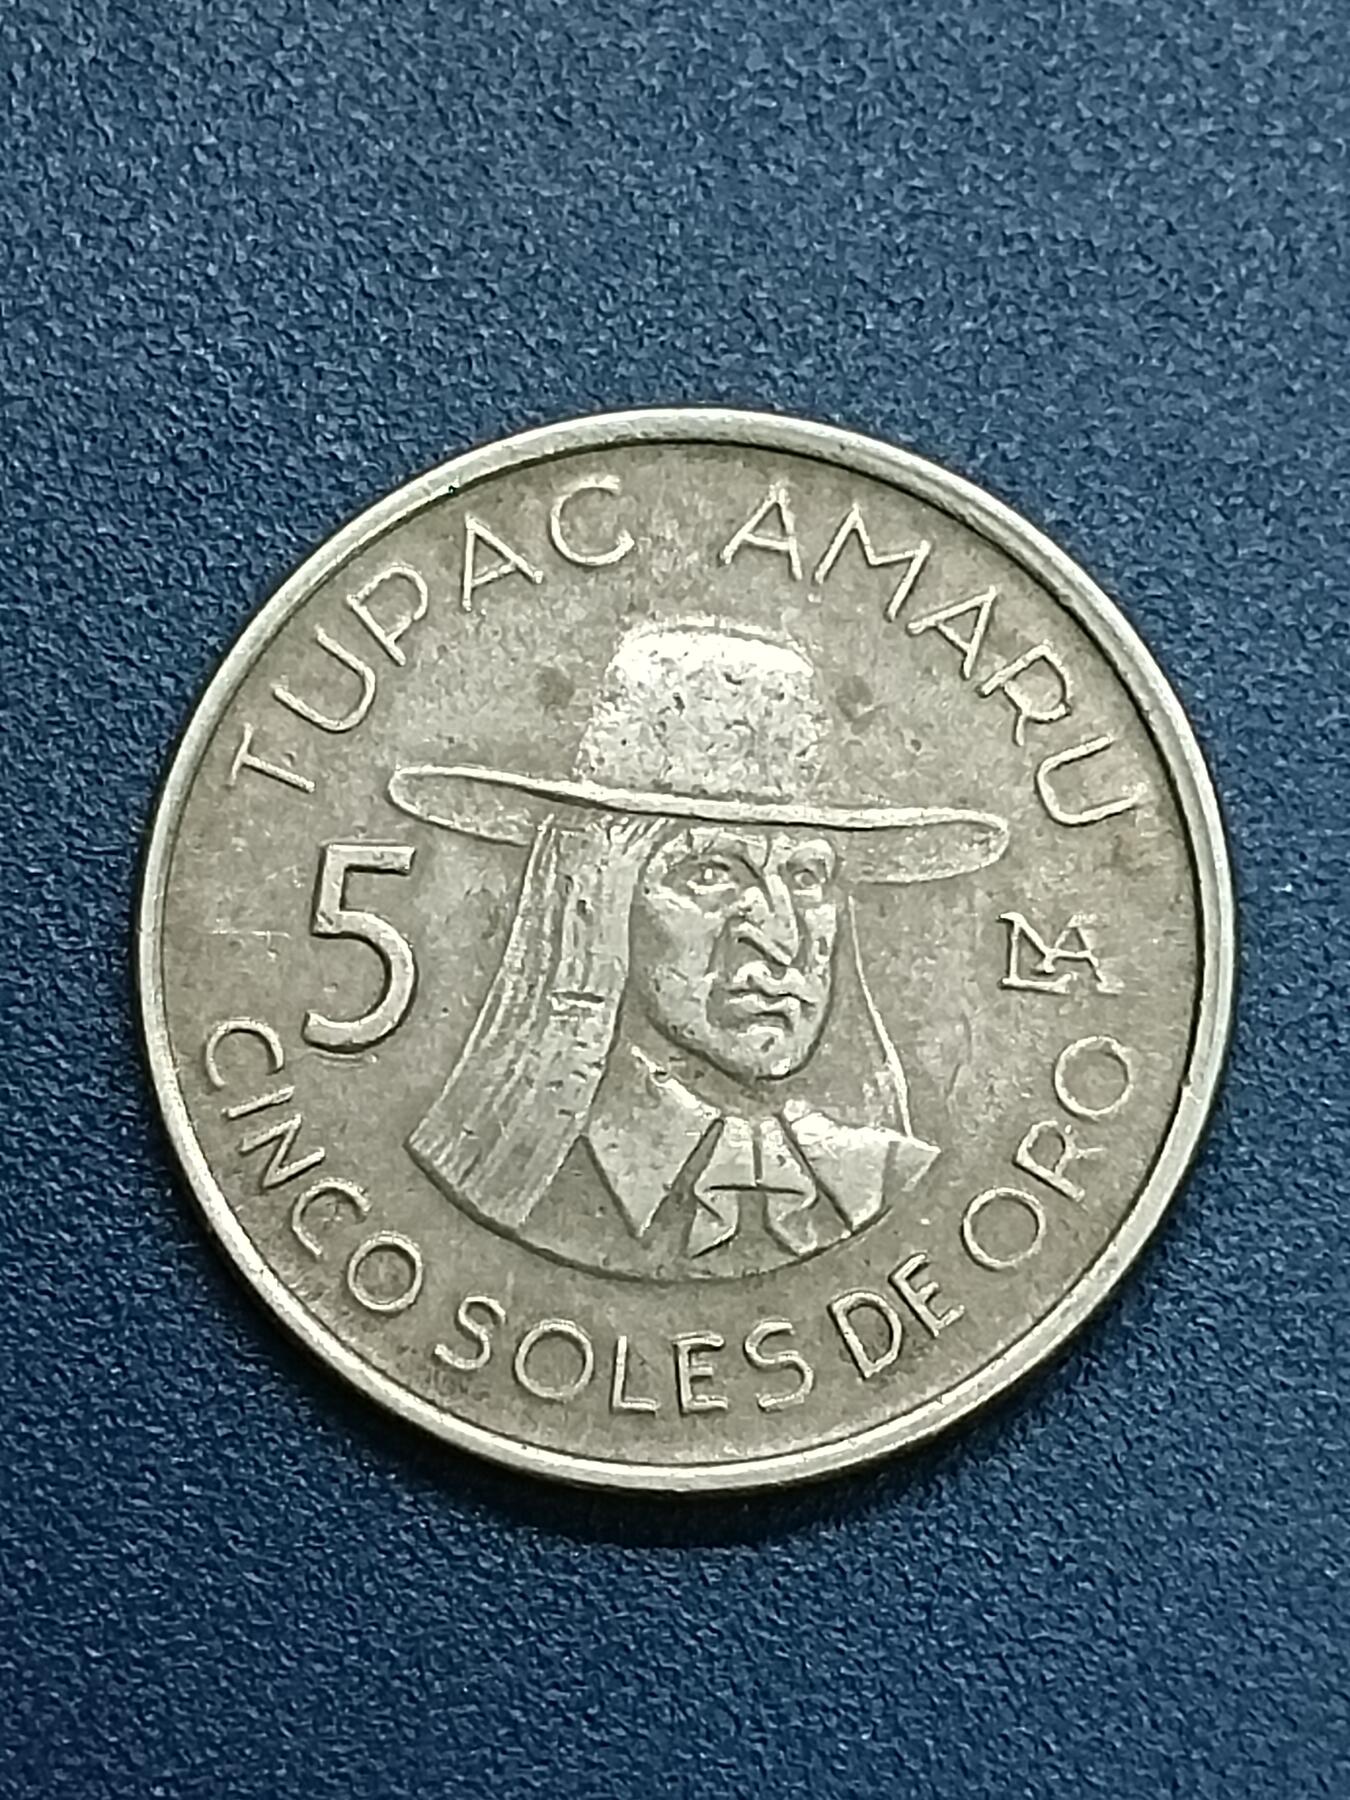 TUPAC AMARU
5
LMA
CINCO SOLES DE ORO